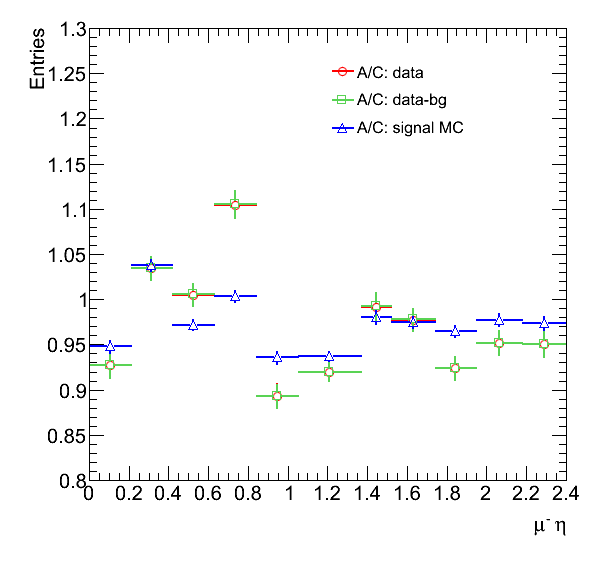 Entries
1.3
1.25
1.2
1.15
1.1
1.05
1
0.95
0.9
0.85
0.8
A/C: data
A/C: data-bg
A/C: signal MC
0 0.2 0.4 0.6 0.8 1 1.2 1.4 1.6 1.8 2 2.2 2.4
μ⁻ η